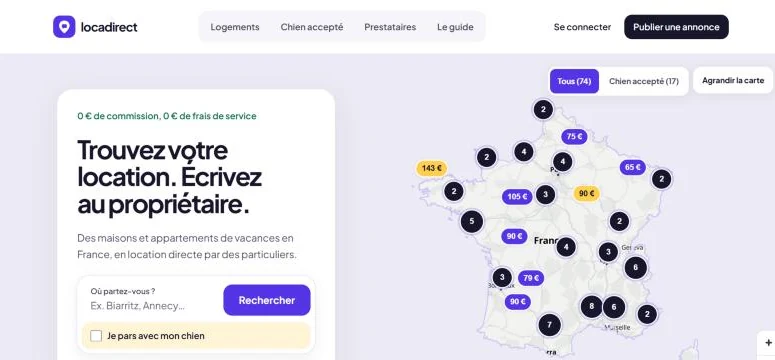 locadirect
Logements
Chien accepté
Prestataires
Le guide
Se connecter
Publier une annonce
Tous (74)
Chien accepté (17)
Agrandir la carte
0 € de commission, 0 € de frais de service
Trouvez votre
location. Écrivez
au propriétaire.
Des maisons et appartements de vacances en
France, en location directe par des particuliers.
Où partez-vous ?
Ex. Biarritz, Annecy...
Rechercher
Je pars avec mon chien
2
75 €
4
2
4
143 €
65 €
2
2
105 €
3
90 €
5
2
90 €
Franc
4
3
6
3
79 €
90 €
8
6
2
7
Marseille
+